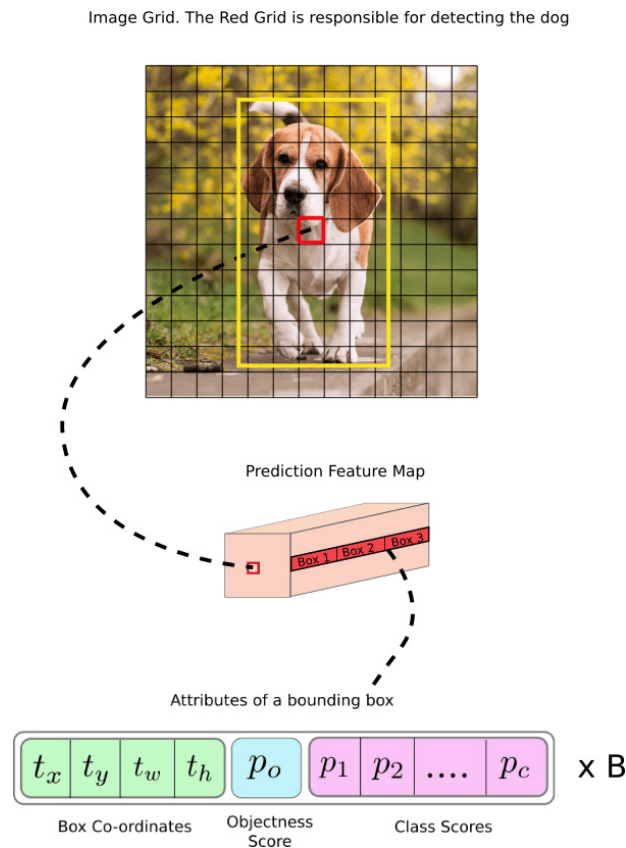 Image Grid. The Red Grid is responsible for detecting the dog
Prediction Feature Map
Box 1 Box 2 Box 3
Attributes of a bounding box
t_x t_y t_w t_h p_o p_1 p_2 .... p_c x B
Box Co-ordinates Objectness Score Class Scores